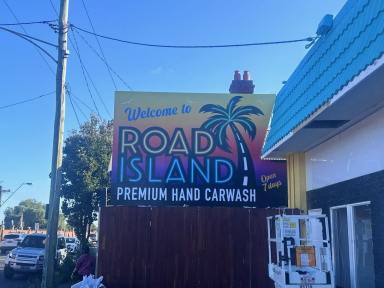 Welcome to
ROAD
ISLAND
PREMIUM HAND CARWASH
Open
7 days